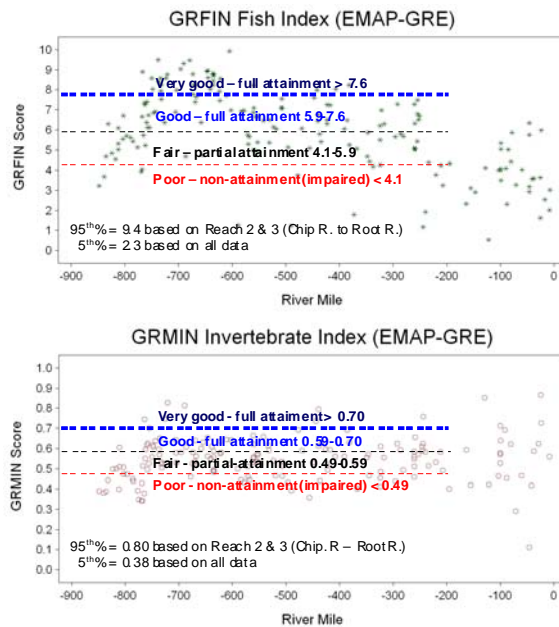 GRFIN Fish Index (EMAP-GRE)
10
9
8
7
6
5
4
3
2
1
0
GRFIN Score
Very good – full attainment > 7.6
Good – full attainment 5.9-7.6
Fair – partial attainment 4.1-5.9
Poor – non-attainment (impaired) < 4.1
95th% = 9.4 based on Reach 2 & 3 (Chip R. to Root R.)
5th% = 2.3 based on all data
-900 -800 -700 -600 -500 -400 -300 -200 -100 0
River Mile
GRMIN Invertebrate Index (EMAP-GRE)
1.0
0.9
0.8
0.7
0.6
0.5
0.4
0.3
0.2
0.1
0.0
GRMIN Score
Very good - full attaiment> 0.70
Good - full attaimment 0.59-0.70
Fair - partial-attainment 0.49-0.59
Poor - non-attainment (impaired) < 0.49
95th% = 0.80 based on Reach 2 & 3 (Chip. R – Root R.)
5th% = 0.38 based on all data
-900 -800 -700 -600 -500 -400 -300 -200 -100 0
River Mile